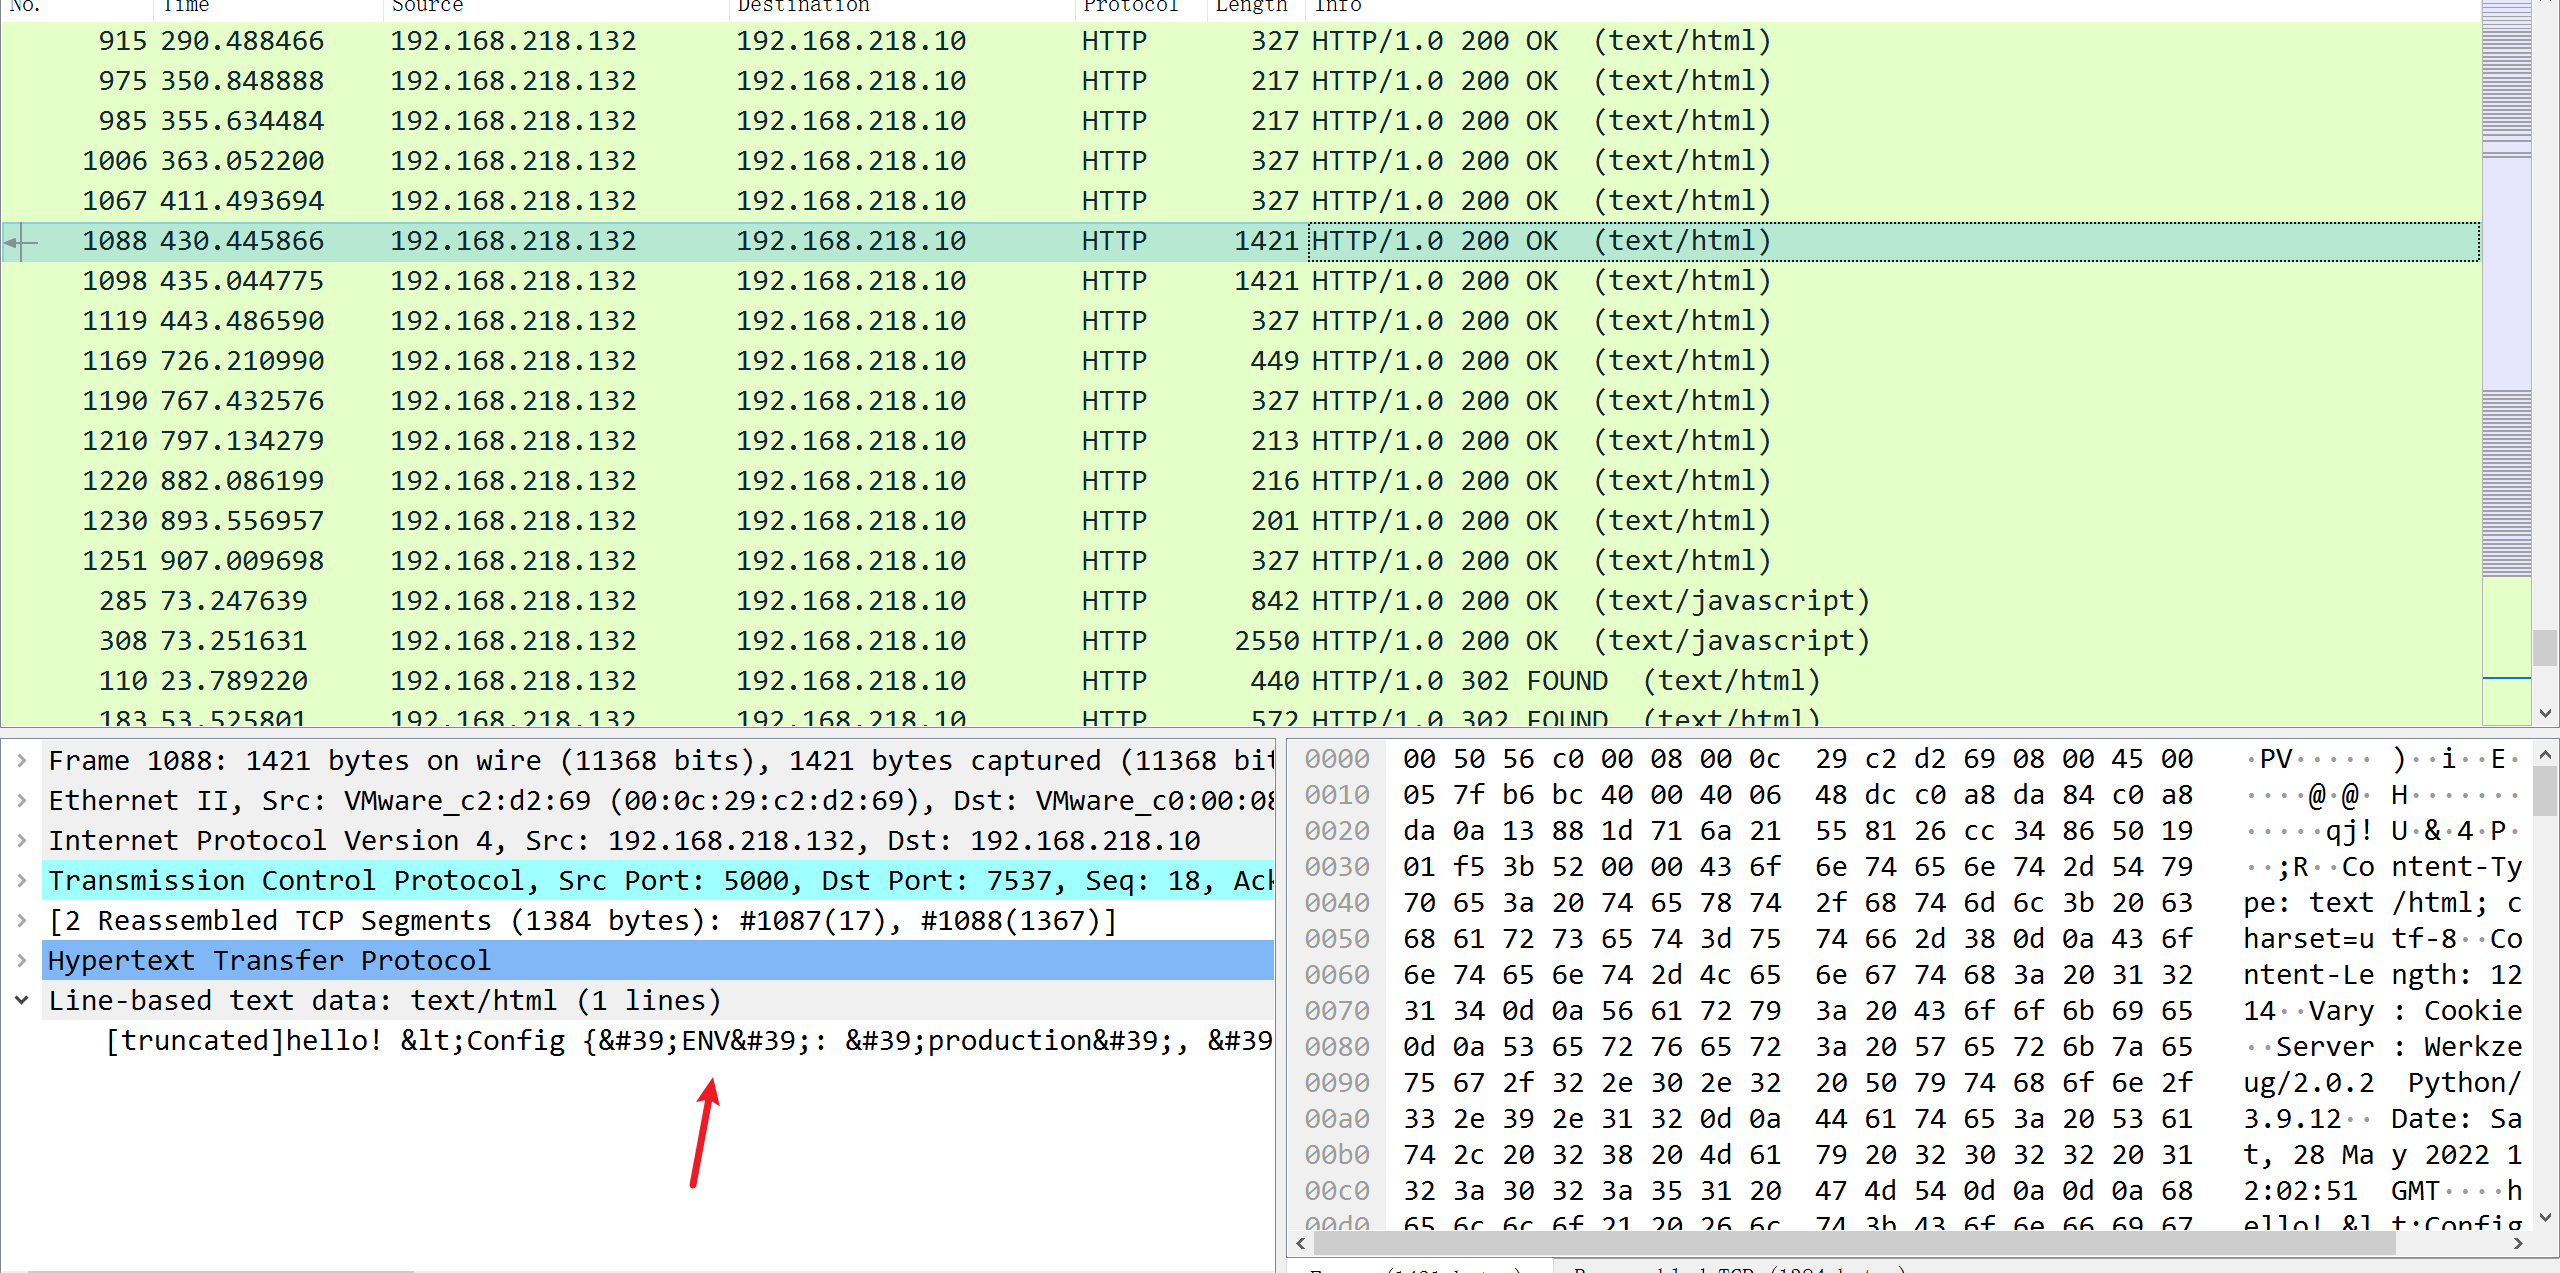 No. Time Source Destination Protocol Length Info
915 290.488466 192.168.218.132 192.168.218.10 HTTP 327 HTTP/1.0 200 OK (text/html)
975 350.848888 192.168.218.132 192.168.218.10 HTTP 217 HTTP/1.0 200 OK (text/html)
985 355.634484 192.168.218.132 192.168.218.10 HTTP 217 HTTP/1.0 200 OK (text/html)
1006 363.052200 192.168.218.132 192.168.218.10 HTTP 327 HTTP/1.0 200 OK (text/html)
1067 411.493694 192.168.218.132 192.168.218.10 HTTP 327 HTTP/1.0 200 OK (text/html)
1088 430.445866 192.168.218.132 192.168.218.10 HTTP 1421 HTTP/1.0 200 OK (text/html)
1098 435.044775 192.168.218.132 192.168.218.10 HTTP 1421 HTTP/1.0 200 OK (text/html)
1119 443.486590 192.168.218.132 192.168.218.10 HTTP 327 HTTP/1.0 200 OK (text/html)
1169 726.210990 192.168.218.132 192.168.218.10 HTTP 449 HTTP/1.0 200 OK (text/html)
1190 767.432576 192.168.218.132 192.168.218.10 HTTP 327 HTTP/1.0 200 OK (text/html)
1210 797.134279 192.168.218.132 192.168.218.10 HTTP 213 HTTP/1.0 200 OK (text/html)
1220 882.086199 192.168.218.132 192.168.218.10 HTTP 216 HTTP/1.0 200 OK (text/html)
1230 893.556957 192.168.218.132 192.168.218.10 HTTP 201 HTTP/1.0 200 OK (text/html)
1251 907.009698 192.168.218.132 192.168.218.10 HTTP 327 HTTP/1.0 200 OK (text/html)
285 73.247639 192.168.218.132 192.168.218.10 HTTP 842 HTTP/1.0 200 OK (text/javascript)
308 73.251631 192.168.218.132 192.168.218.10 HTTP 2550 HTTP/1.0 200 OK (text/javascript)
110 23.789220 192.168.218.132 192.168.218.10 HTTP 440 HTTP/1.0 302 FOUND (text/html)
183 53.525801 192.168.218.132 192.168.218.10 HTTP 572 HTTP/1.0 302 FOUND (text/html)
Frame 1088: 1421 bytes on wire (11368 bits), 1421 bytes captured (11368 bit
Ethernet II, Src: VMware_c2:d2:69 (00:0c:29:c2:d2:69), Dst: VMware_c0:00:08
Internet Protocol Version 4, Src: 192.168.218.132, Dst: 192.168.218.10
Transmission Control Protocol, Src Port: 5000, Dst Port: 7537, Seq: 18, Ack
[2 Reassembled TCP Segments (1384 bytes): #1087(17), #1088(1367)]
Hypertext Transfer Protocol
Line-based text data: text/html (1 lines)
[truncated]hello! &lt;Config {&#39;ENV&#39;: &#39;production&#39;, &#39
0000 00 50 56 c0 00 08 00 0c 29 c2 d2 69 08 00 45 00 ·PV····· )··i··E·
0010 05 7f b6 bc 40 00 40 06 48 dc c0 a8 da 84 c0 a8 ····@·@· H·······
0020 da 0a 13 88 1d 71 6a 21 55 81 26 cc 34 86 50 19 ·····qj! U·&·4·P·
0030 01 f5 3b 52 00 00 43 6f 6e 74 65 6e 74 2d 54 79 ··;R··Co ntent-Ty
0040 70 65 3a 20 74 65 78 74 2f 68 74 6d 6c 3b 20 63 pe: text /html; c
0050 68 61 72 73 65 74 3d 75 74 66 2d 38 0d 0a 43 6f harset=u tf-8··Co
0060 6e 74 65 6e 74 2d 4c 65 6e 67 74 68 3a 20 31 32 ntent-Le ngth: 12
0070 31 34 0d 0a 56 61 72 79 3a 20 43 6f 6f 6b 69 65 14··Vary : Cookie
0080 0d 0a 53 65 72 76 65 72 3a 20 57 65 72 6b 7a 65 ··Server : Werkze
0090 75 67 2f 32 2e 30 2e 32 20 50 79 74 68 6f 6e 2f ug/2.0.2 Python/
00a0 33 2e 39 2e 31 32 0d 0a 44 61 74 65 3a 20 53 61 3.9.12·· Date: Sa
00b0 74 2c 20 32 38 20 4d 61 79 20 32 30 32 32 20 31 t, 28 Ma y 2022 1
00c0 32 3a 30 32 3a 35 31 20 47 4d 54 0d 0a 0d 0a 68 2:02:51 GMT····h
00d0 65 6c 6c 6f 21 20 26 6c 74 3b 43 6f 6e 66 69 67 ello! &l t;Config